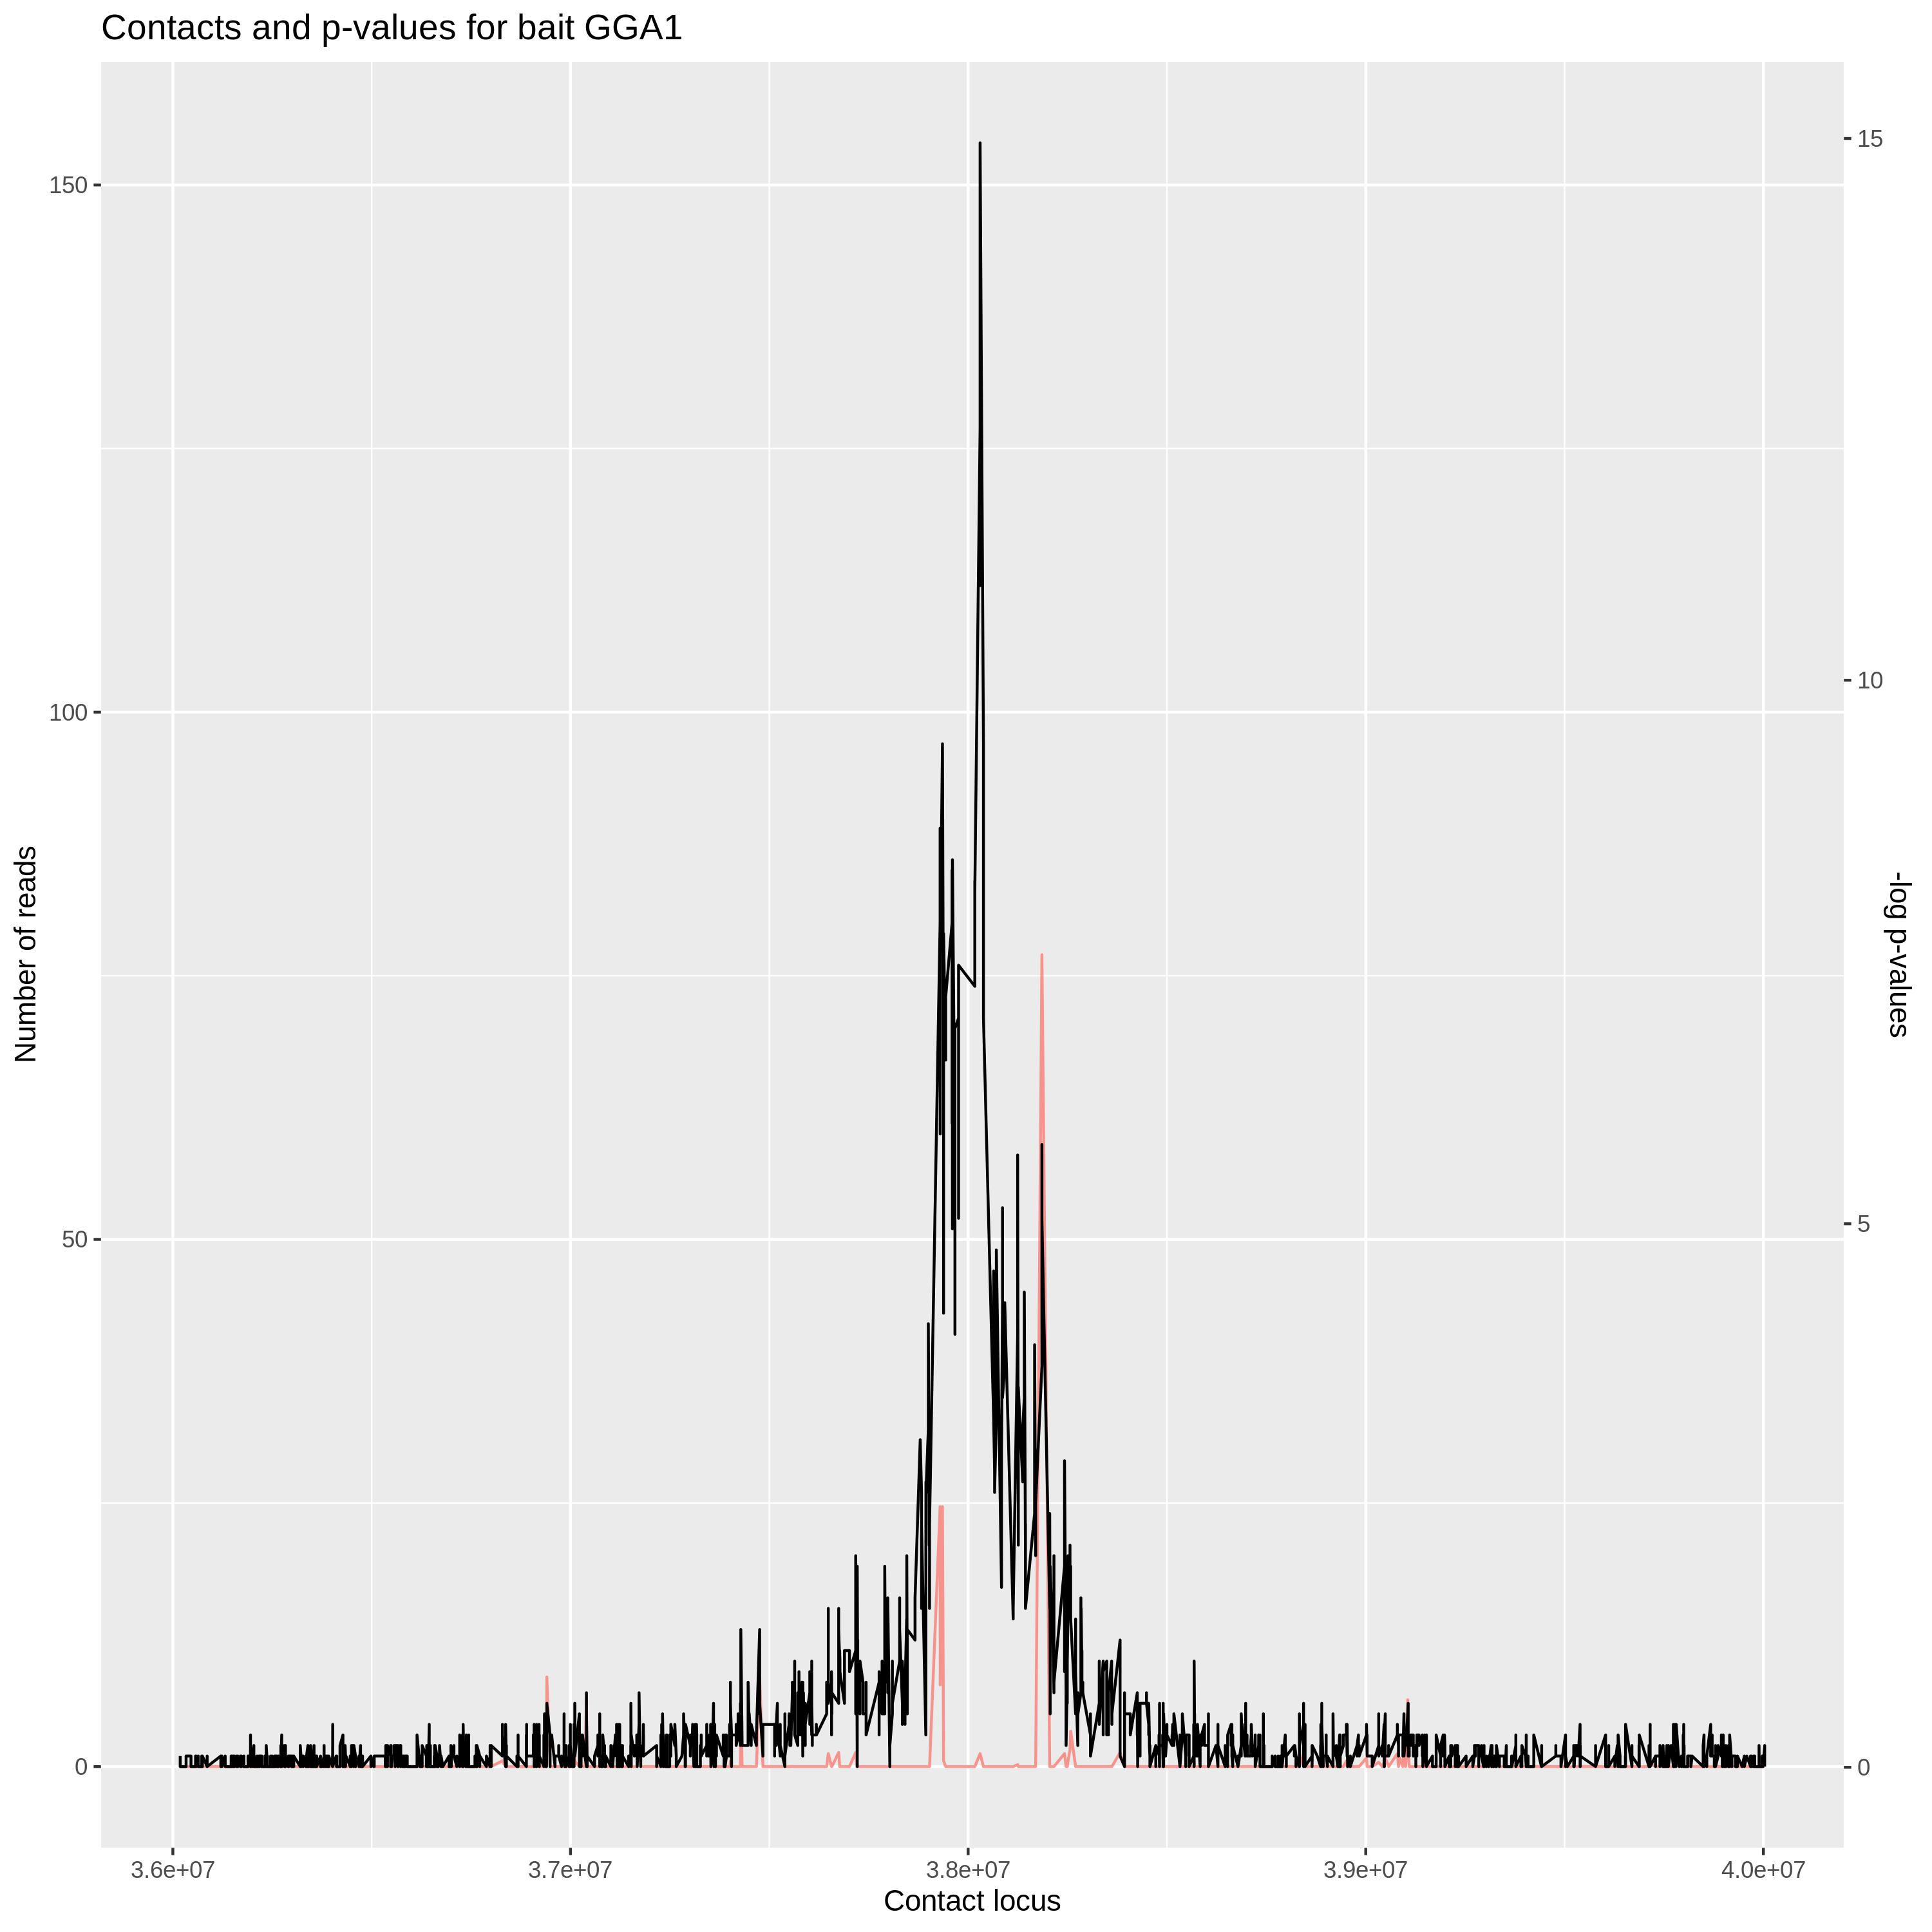 Contacts and p-values for bait GGA1
150
100
50
0
Number of reads
15
10
5
0
-log p-values
3.6e+07 3.7e+07 3.8e+07 3.9e+07 4.0e+07
Contact locus